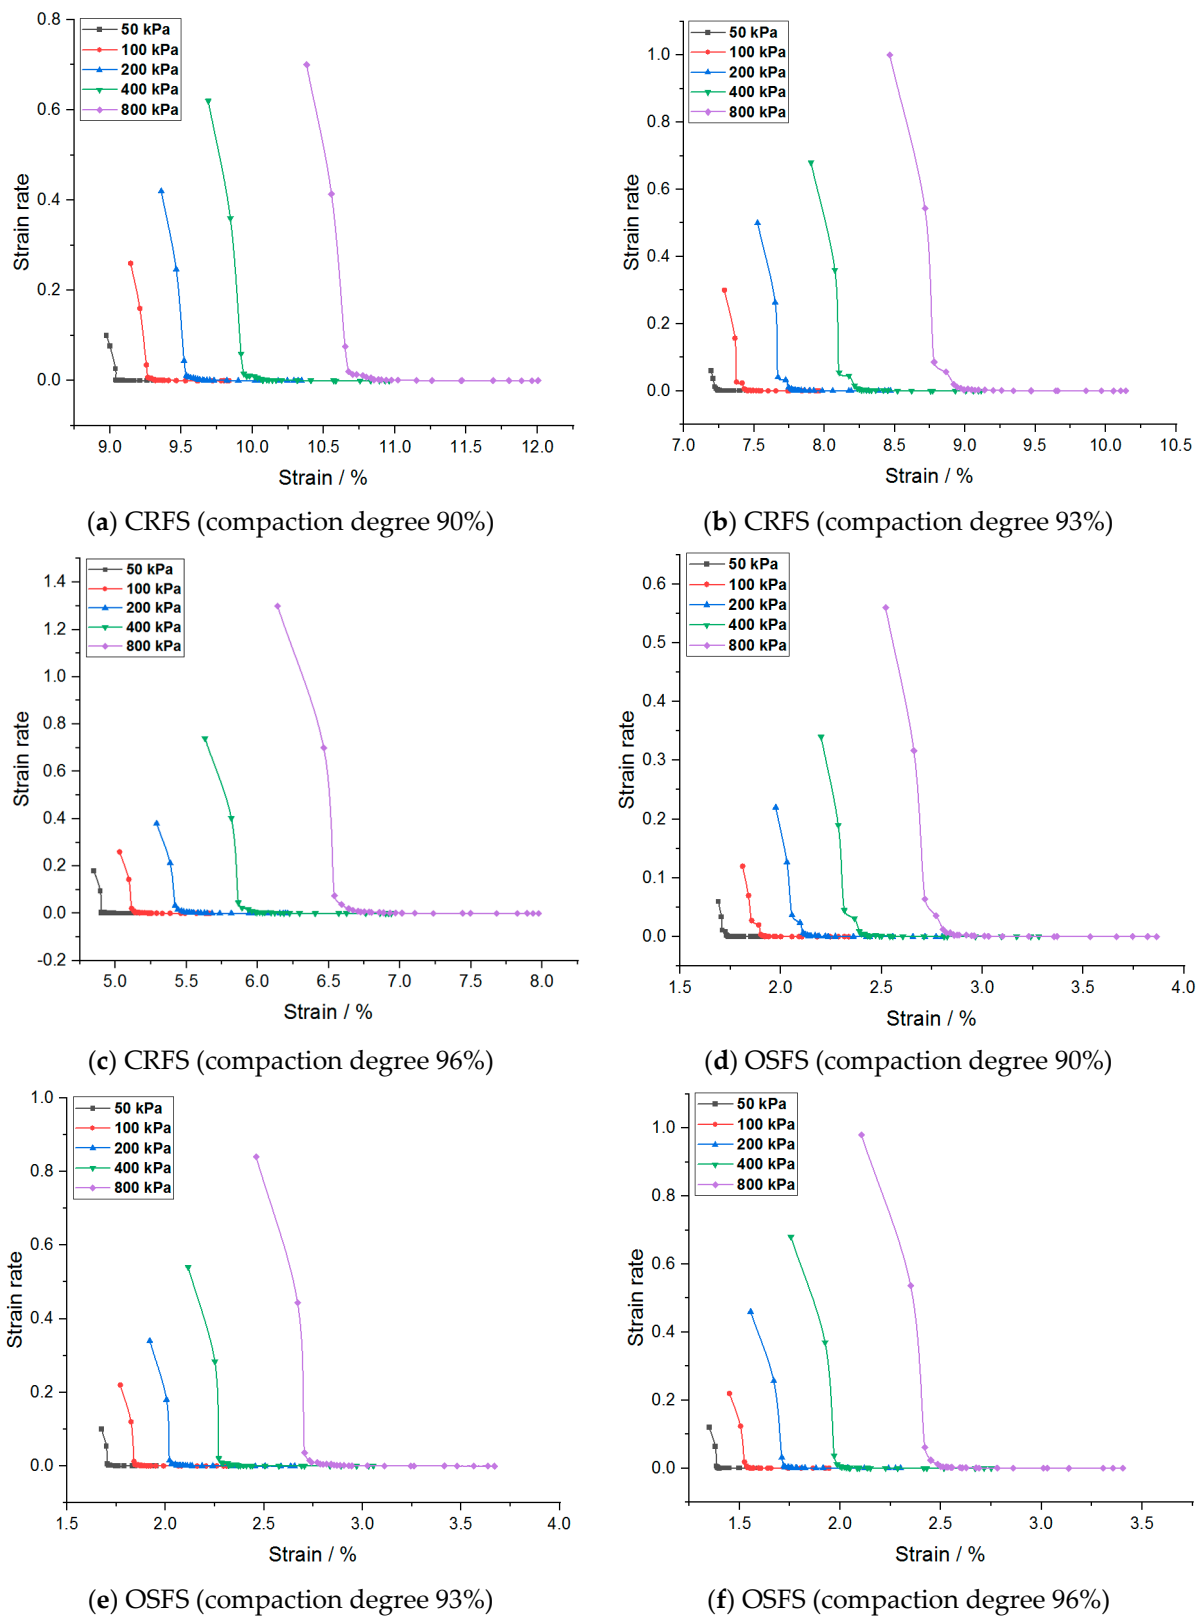 50 kPa
100 kPa
200 kPa
400 kPa
800 kPa
0.8
0.6
0.4
0.2
0.0
Strain rate
9.0 9.5 10.0 10.5 11.0 11.5 12.0
Strain / %
(a) CRFS (compaction degree 90%)
50 kPa
100 kPa
200 kPa
400 kPa
800 kPa
1.0
0.8
0.6
0.4
0.2
0.0
Strain rate
7.0 7.5 8.0 8.5 9.0 9.5 10.0 10.5
Strain / %
(b) CRFS (compaction degree 93%)
50 kPa
100 kPa
200 kPa
400 kPa
800 kPa
1.4
1.2
1.0
0.8
0.6
0.4
0.2
0.0
-0.2
Strain rate
5.0 5.5 6.0 6.5 7.0 7.5 8.0
Strain / %
(c) CRFS (compaction degree 96%)
50 kPa
100 kPa
200 kPa
400 kPa
800 kPa
0.6
0.5
0.4
0.3
0.2
0.1
0.0
Strain rate
1.5 2.0 2.5 3.0 3.5 4.0
Strain / %
(d) OSFS (compaction degree 90%)
50 kPa
100 kPa
200 kPa
400 kPa
800 kPa
1.0
0.8
0.6
0.4
0.2
0.0
Strain rate
1.5 2.0 2.5 3.0 3.5 4.0
Strain / %
(e) OSFS (compaction degree 93%)
50 kPa
100 kPa
200 kPa
400 kPa
800 kPa
1.0
0.8
0.6
0.4
0.2
0.0
Strain rate
1.5 2.0 2.5 3.0 3.5
Strain / %
(f) OSFS (compaction degree 96%)